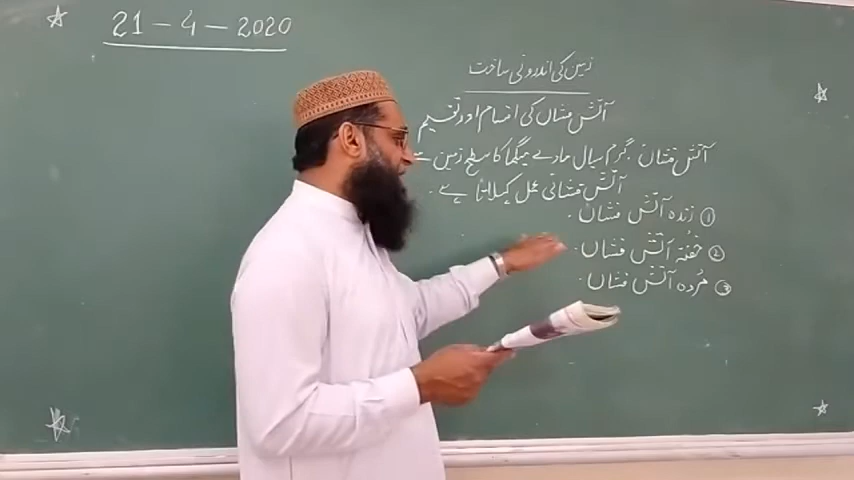 21-4-2020
زمین کی اندرونی ساخت
آتش فشاں کی اقسام اور تقسیم
آتش فشاں گرم سیال مادے میگما کا سطح زمین سے
آتش فشانی عمل کہلاتا ہے۔
① زندہ آتش فشاں۔
② خفتہ آتش فشاں۔
③ مُردہ آتش فشاں۔